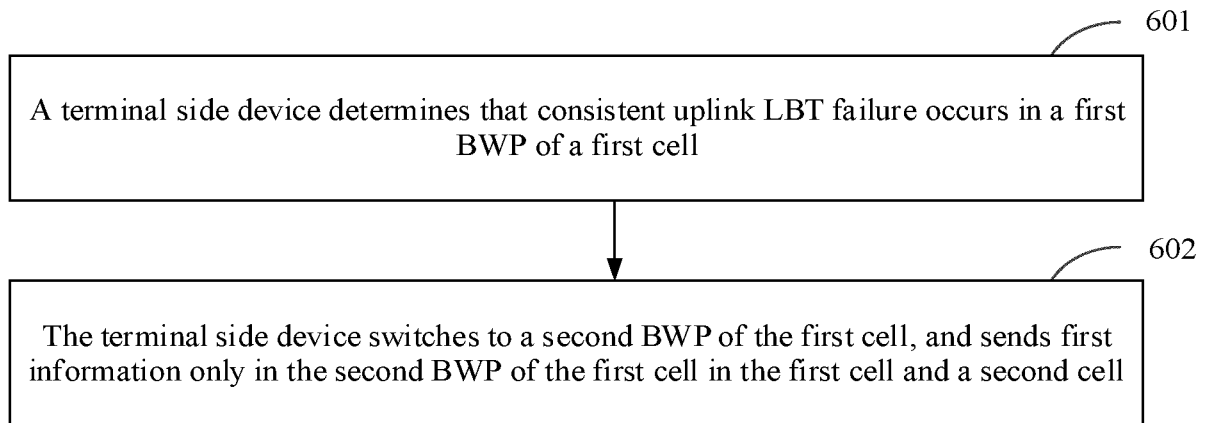 601
A terminal side device determines that consistent uplink LBT failure occurs in a first
BWP of a first cell
602
The terminal side device switches to a second BWP of the first cell, and sends first
information only in the second BWP of the first cell in the first cell and a second cell